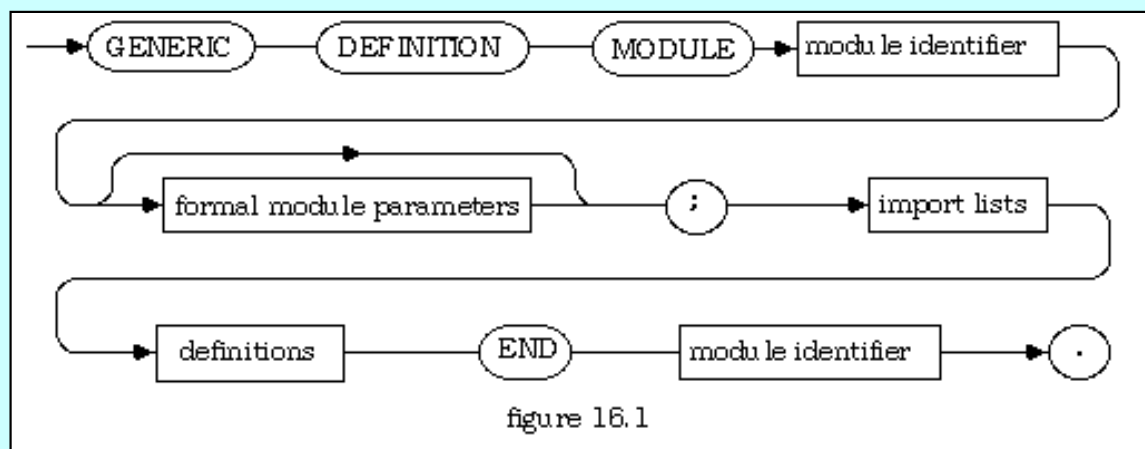 GENERIC DEFINITION MODULE module identifier
formal module parameters ; import lists
definitions END module identifier .
figure 16.1